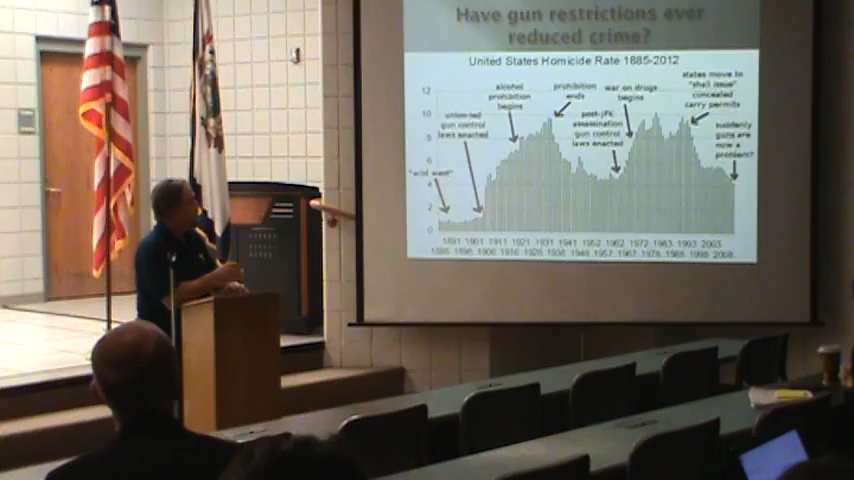 Have gun restrictions ever
reduced crime?
United States Homicide Rate 1885-2012
states move to
"shall issue"
concealed
carry permits
alcohol
prohibition
begins
prohibition
ends
war on drugs
begins
union-led
gun control
laws enacted
post-JFK
assassination
gun control
laws enacted
suddenly
guns are
now a
problem?
"wild west"
12
10
8
6
4
2
0
1891 1901 1911 1921 1931 1941 1952 1962 1972 1983 1993 2003
1906 1916 1926 1936 1946 1957 1967 1978 1988 1998 2008